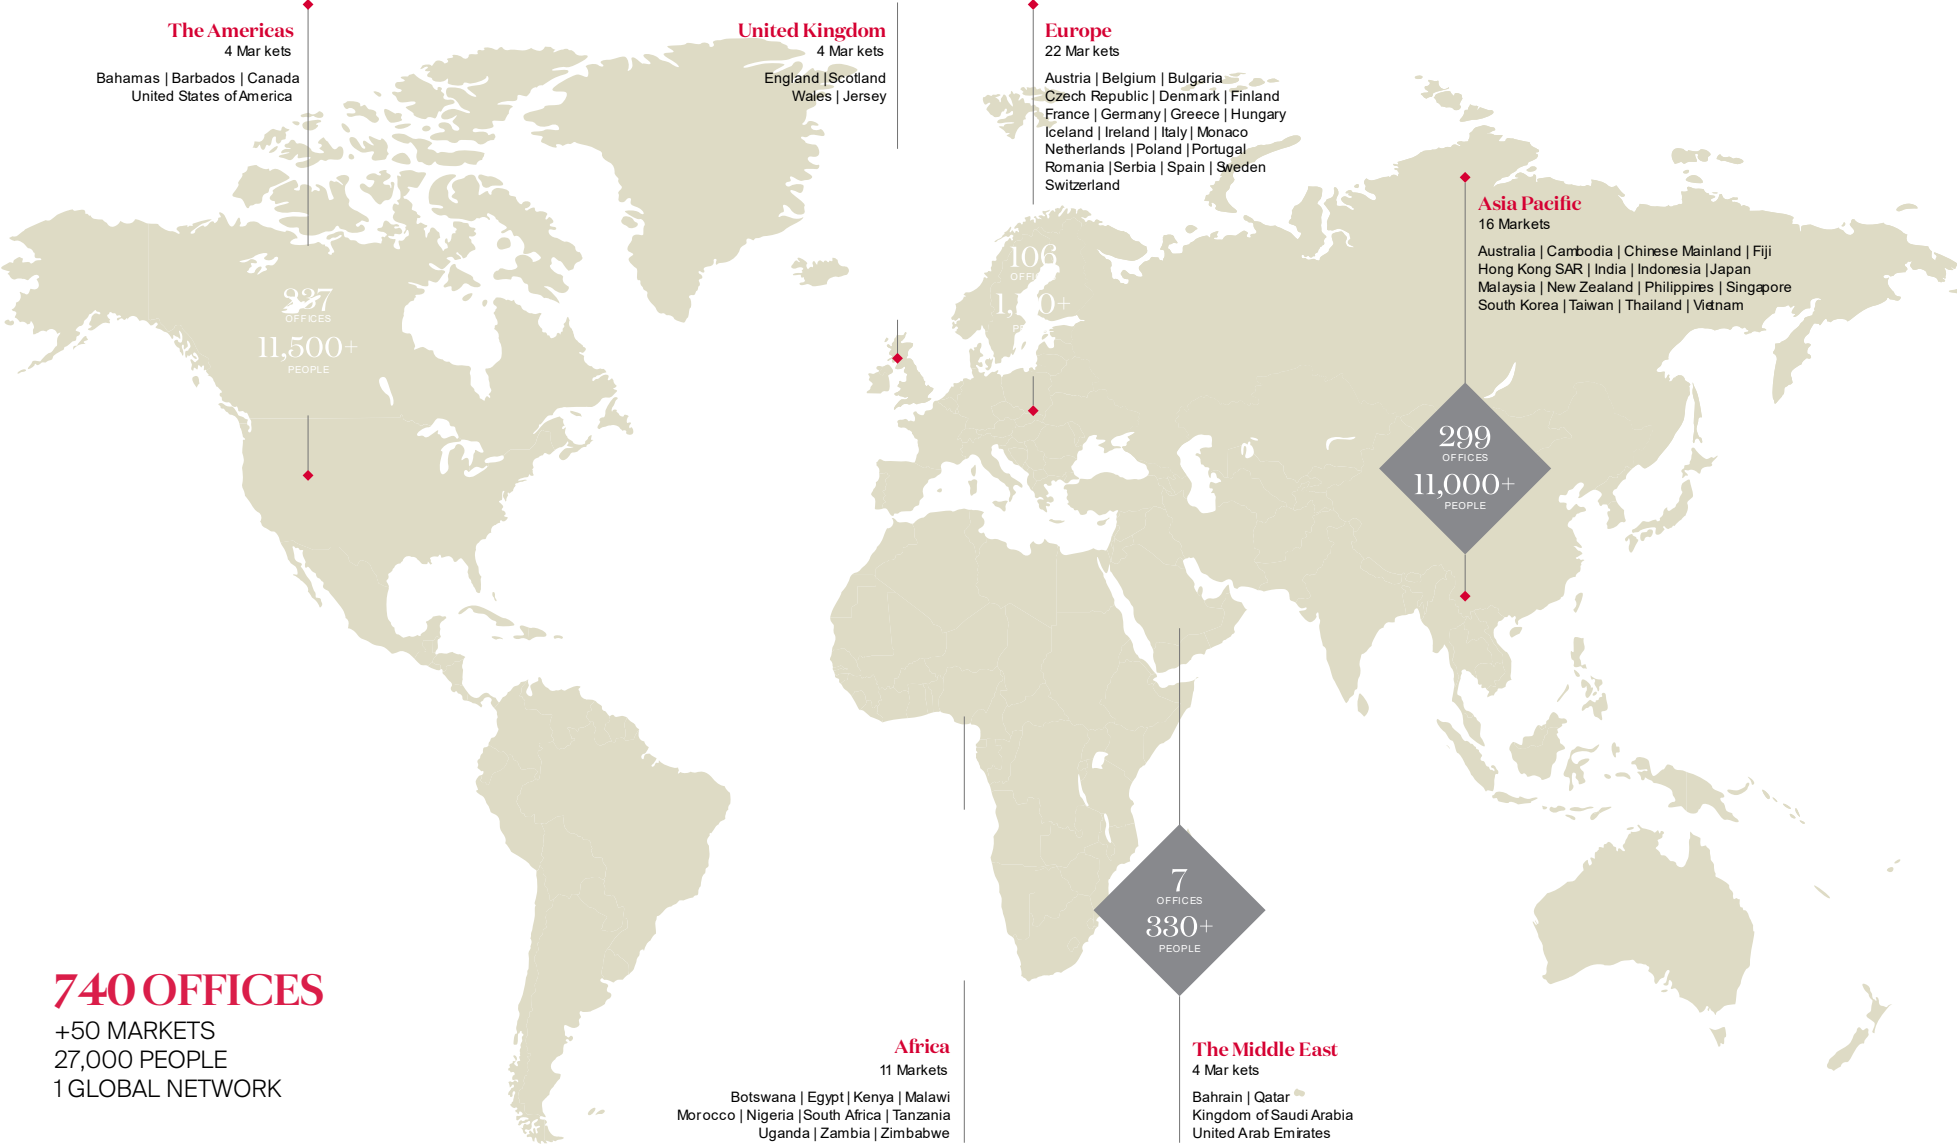 The Americas
4 Markets
Bahamas | Barbados | Canada
United States of America
United Kingdom
4 Markets
England | Scotland
Wales | Jersey
Europe
22 Markets
Austria | Belgium | Bulgaria
Czech Republic | Denmark | Finland
France | Germany | Greece | Hungary
Iceland | Ireland | Italy | Monaco
Netherlands | Poland | Portugal
Romania | Serbia | Spain | Sweden
Switzerland
Asia Pacific
16 Markets
Australia | Cambodia | Chinese Mainland | Fiji
Hong Kong SAR | India | Indonesia | Japan
Malaysia | New Zealand | Philippines | Singapore
South Korea | Taiwan | Thailand | Vietnam
OFFICES
11,500+
PEOPLE
106
299
OFFICES
11,000+
PEOPLE
7
OFFICES
330+
PEOPLE
740 OFFICES
+50 MARKETS
27,000 PEOPLE
1 GLOBAL NETWORK
Africa
11 Markets
Botswana | Egypt | Kenya | Malawi
Morocco | Nigeria | South Africa | Tanzania
Uganda | Zambia | Zimbabwe
The Middle East
4 Markets
Bahrain | Qatar
Kingdom of Saudi Arabia
United Arab Emirates